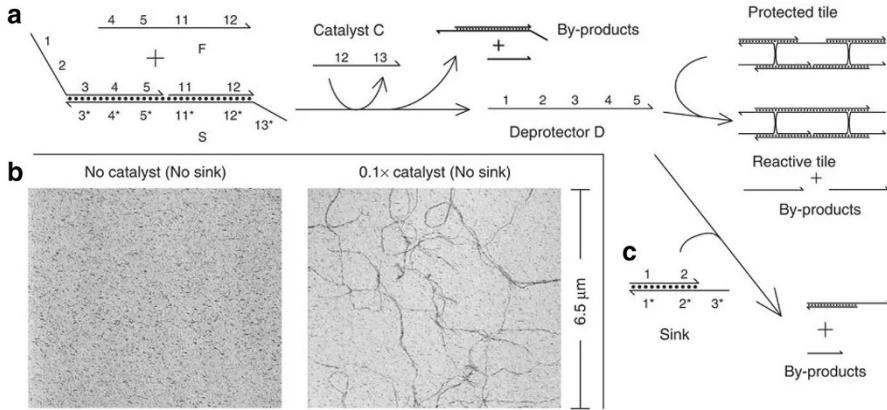 a
4 5 11 12
F
+
1
2
3 4 5 11 12
3* 4* 5* 11* 12* 13*
S
Catalyst C
12 13
+
By-products
1 2 3 4 5
Deprotector D
Protected tile
Reactive tile
+
By-products
b
No catalyst (No sink)
0.1× catalyst (No sink)
6.5 μm
c
1 2
1* 2* 3*
Sink
+
By-products